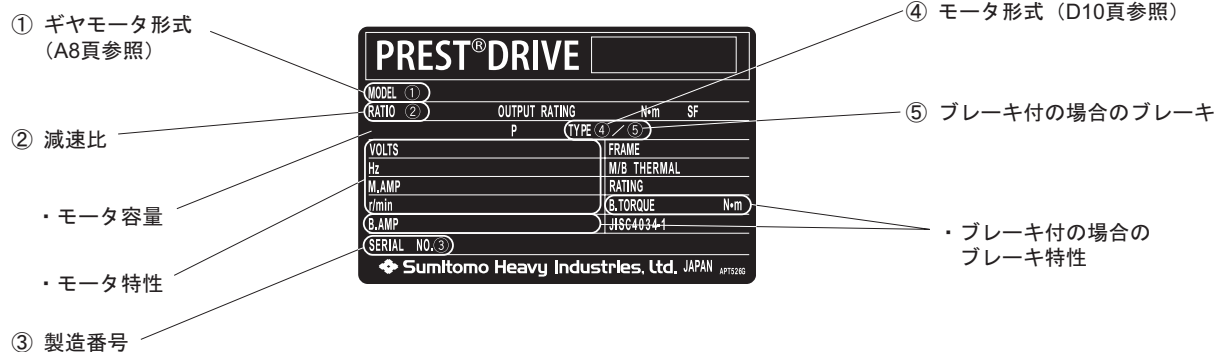 ① ギヤモータ形式
（A8頁参照）
② 減速比
・モータ容量
・モータ特性
③ 製造番号
PREST®DRIVE
MODEL ①
RATIO ② OUTPUT RATING N•m SF
P TYPE ④／⑤
VOLTS FRAME
Hz M/B THERMAL
M.AMP RATING
r/min B.TORQUE N•m
B.AMP JISC4034-1
SERIAL NO.③
Sumitomo Heavy Industries, Ltd. JAPAN APT526G
④ モータ形式（D10頁参照）
⑤ ブレーキ付の場合のブレーキ
・ブレーキ付の場合の
ブレーキ特性